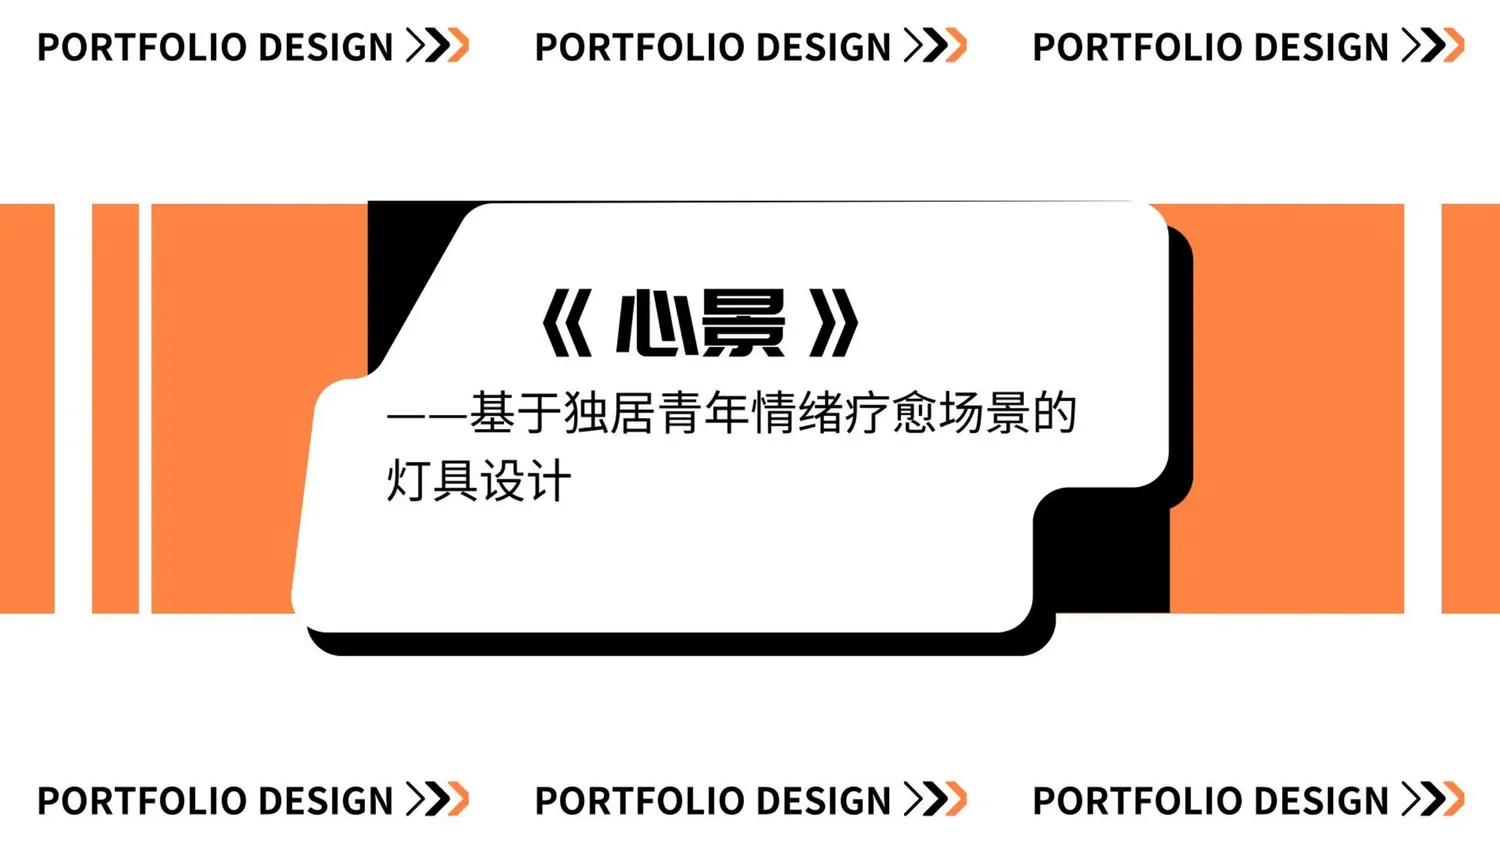 PORTFOLIO DESIGN PORTFOLIO DESIGN PORTFOLIO DESIGN
《心景》
——基于独居青年情绪疗愈场景的
灯具设计
PORTFOLIO DESIGN PORTFOLIO DESIGN PORTFOLIO DESIGN